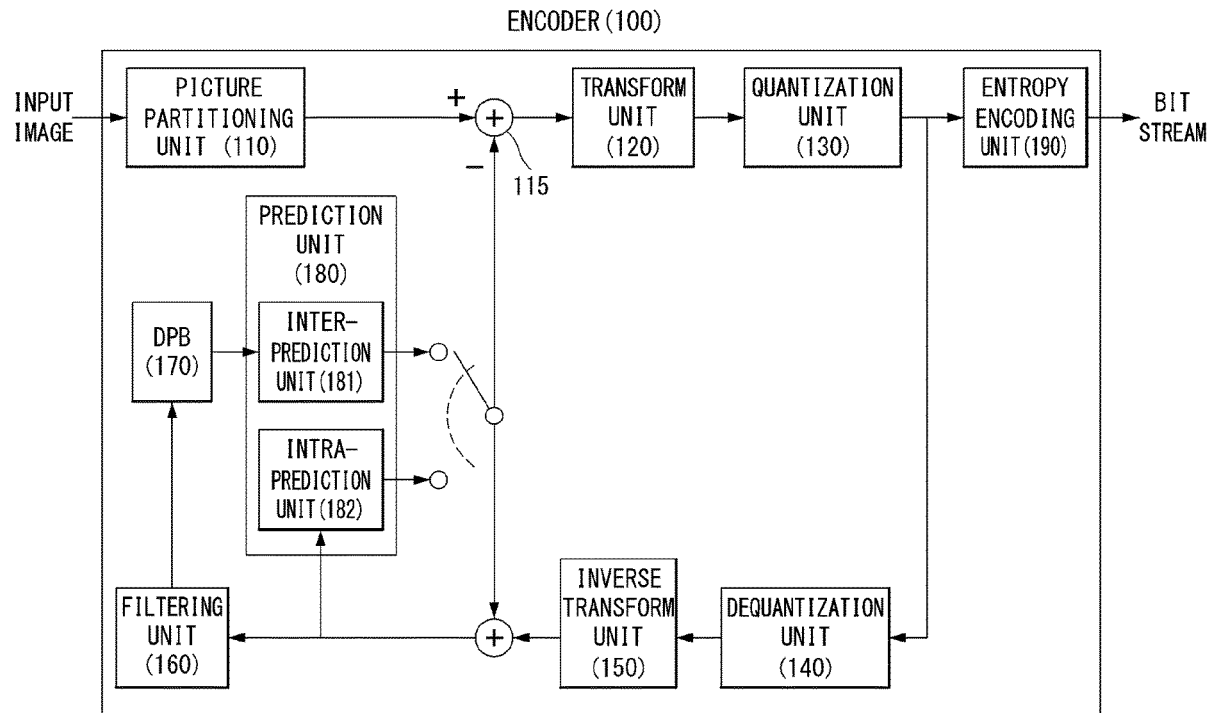 ENCODER(100)
INPUT
IMAGE
PICTURE
PARTITIONING
UNIT (110)
+
+
−
115
TRANSFORM
UNIT
(120)
QUANTIZATION
UNIT
(130)
ENTROPY
ENCODING
UNIT(190)
BIT
STREAM
PREDICTION
UNIT
(180)
DPB
(170)
INTER-
PREDICTION
UNIT(181)
INTRA-
PREDICTION
UNIT(182)
FILTERING
UNIT
(160)
+
INVERSE
TRANSFORM
UNIT
(150)
DEQUANTIZATION
UNIT
(140)